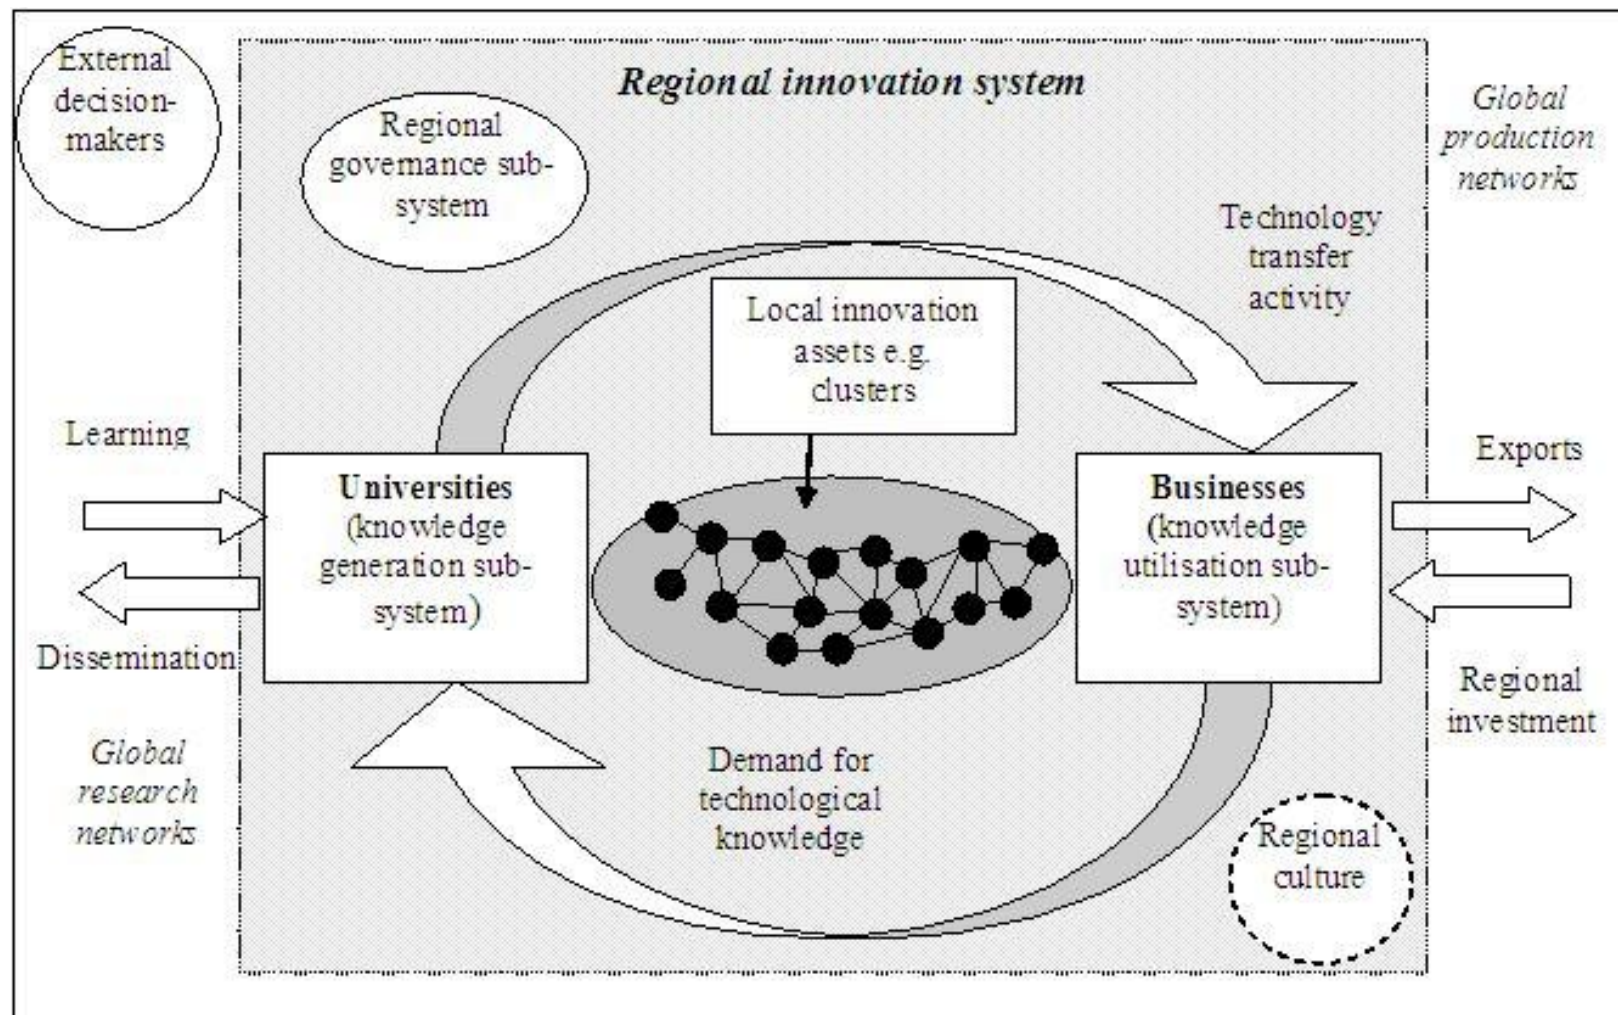 External
decision-
makers
Regional innovation system
Regional
governance sub-
system
Global
production
networks
Technology
transfer
activity
Local innovation
assets e.g.
clusters
Learning
Universities
(knowledge
generation sub-
system)
Businesses
(knowledge
utilisation sub-
system)
Exports
Dissemination
Regional
investment
Global
research
networks
Demand for
technological
knowledge
Regional
culture